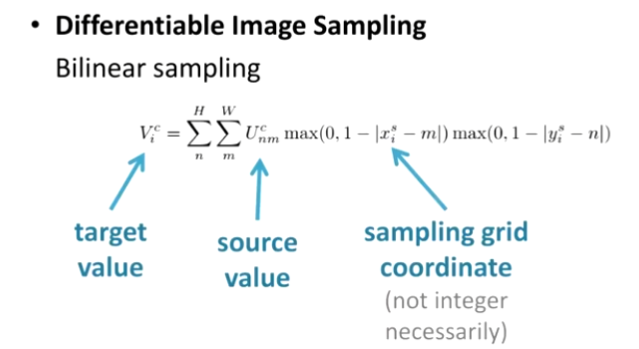 • Differentiable Image Sampling
Bilinear sampling
V_i^c = \sum_n^H \sum_m^W U_{nm}^c max(0, 1 − |x_i^s − m|) max(0, 1 − |y_i^s − n|)
target value
source value
sampling grid coordinate
(not integer necessarily)